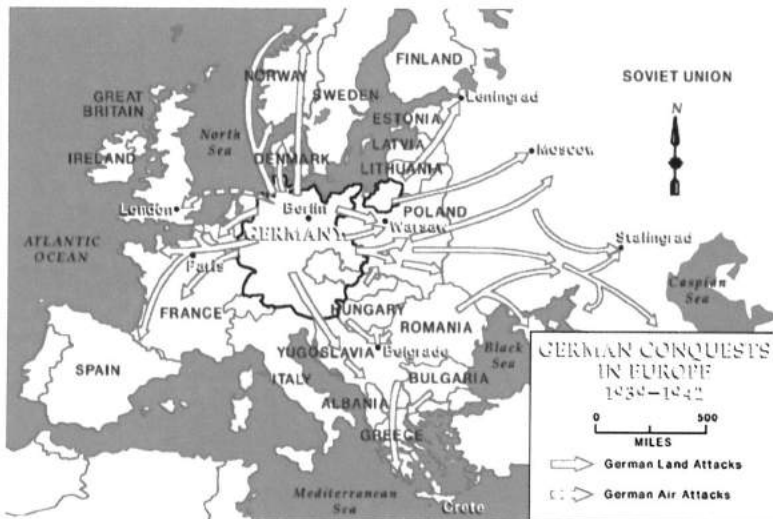 FINLAND
SOVIET UNION
NORWAY
SWEDEN
GREAT
BRITAIN
Leningrad
N
ESTONIA
North
Sea
LATVIA
Moscow
IRELAND
DENMARK
LITHUANIA
London
Berlin
POLAND
Warsaw
GERMANY
Stalingrad
ATLANTIC
OCEAN
Paris
Caspian
Sea
FRANCE
HUNGARY
ROMANIA
YUGOSLAVIA
Belgrade
Black
Sea
SPAIN
ITALY
BULGARIA
ALBANIA
GREECE
Mediterranean
Sea
Crete
GERMAN CONQUESTS
IN EUROPE
1939–1942
0 500
MILES
German Land Attacks
German Air Attacks